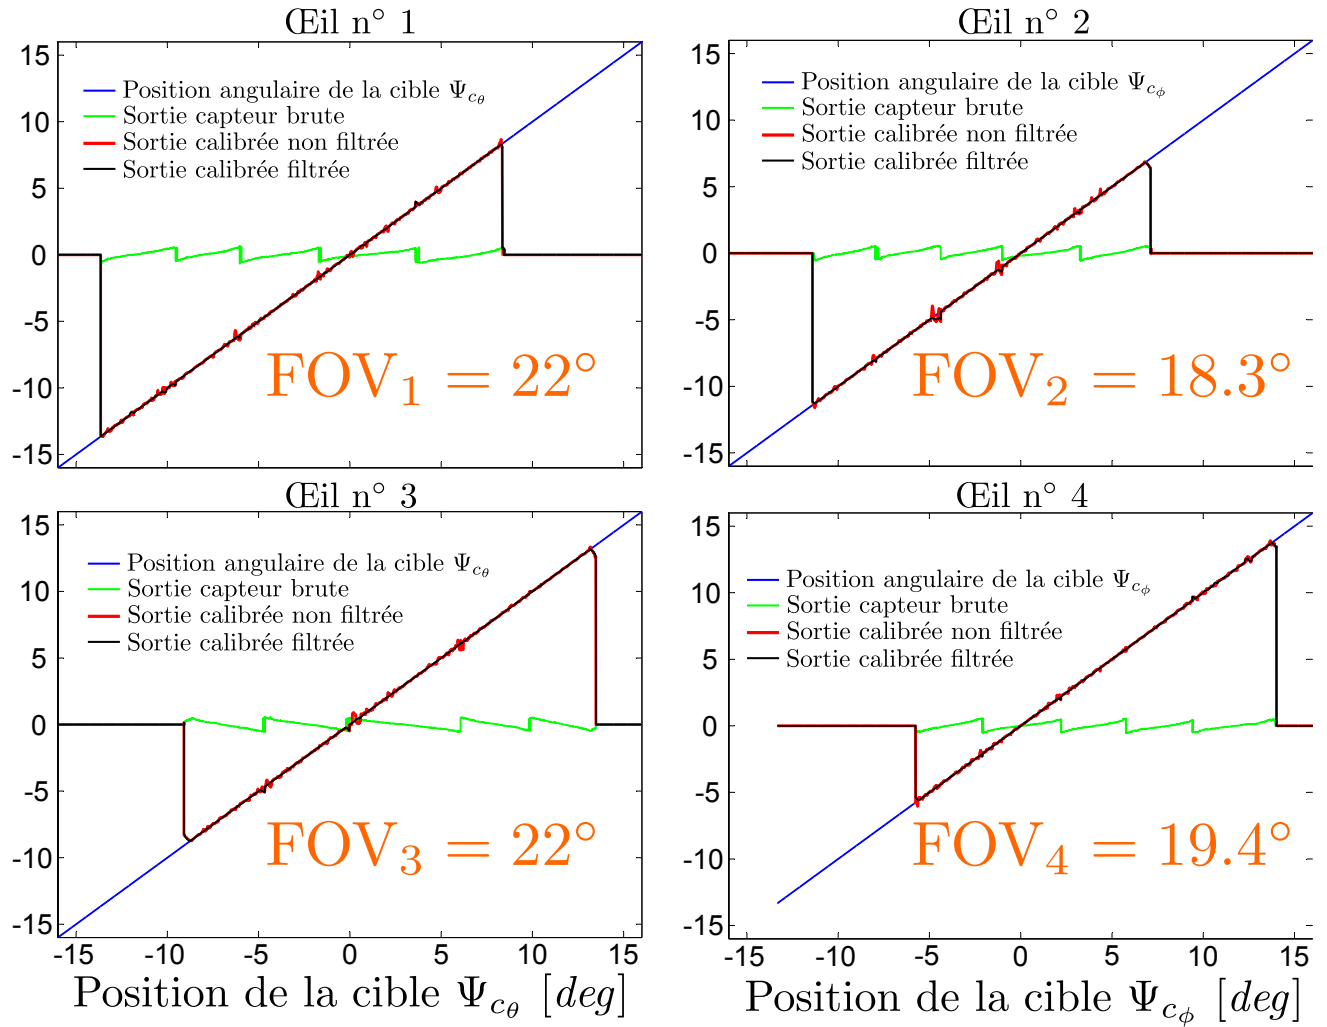 Œil n° 1
15
10
5
0
-5
-10
-15
Position angulaire de la cible Ψcθ
Sortie capteur brute
Sortie calibrée non filtrée
Sortie calibrée filtrée
FOV1 = 22°
Œil n° 2
15
10
5
0
-5
-10
-15
Position angulaire de la cible Ψcϕ
Sortie capteur brute
Sortie calibrée non filtrée
Sortie calibrée filtrée
FOV2 = 18.3°
Œil n° 3
15
10
5
0
-5
-10
-15
Position angulaire de la cible Ψcθ
Sortie capteur brute
Sortie calibrée non filtrée
Sortie calibrée filtrée
FOV3 = 22°
-15 -10 -5 0 5 10 15
Position de la cible Ψcθ [deg]
Œil n° 4
15
10
5
0
-5
-10
-15
Position angulaire de la cible Ψcϕ
Sortie capteur brute
Sortie calibrée non filtrée
Sortie calibrée filtrée
FOV4 = 19.4°
-15 -10 -5 0 5 10 15
Position de la cible Ψcϕ [deg]